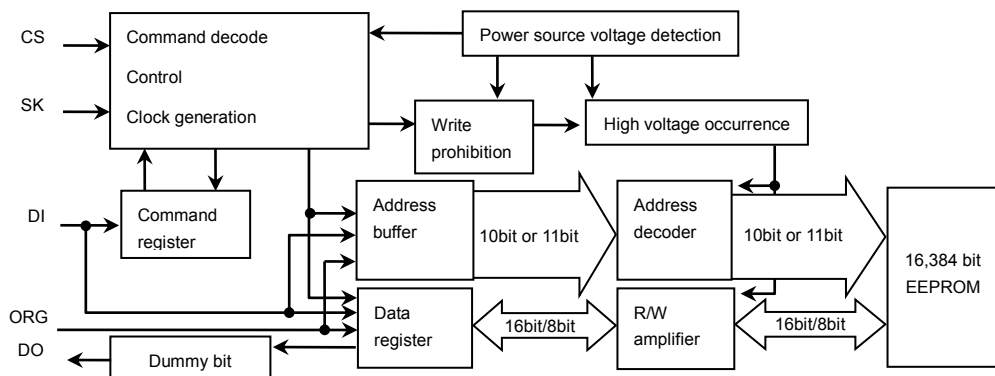 CS
Command decode
Control
Clock generation
Power source voltage detection
SK
Write
prohibition
High voltage occurrence
DI
Command
register
Address
buffer
10bit or 11bit
Address
decoder
10bit or 11bit
16,384 bit
EEPROM
ORG
Data
register
16bit/8bit
R/W
amplifier
16bit/8bit
DO
Dummy bit